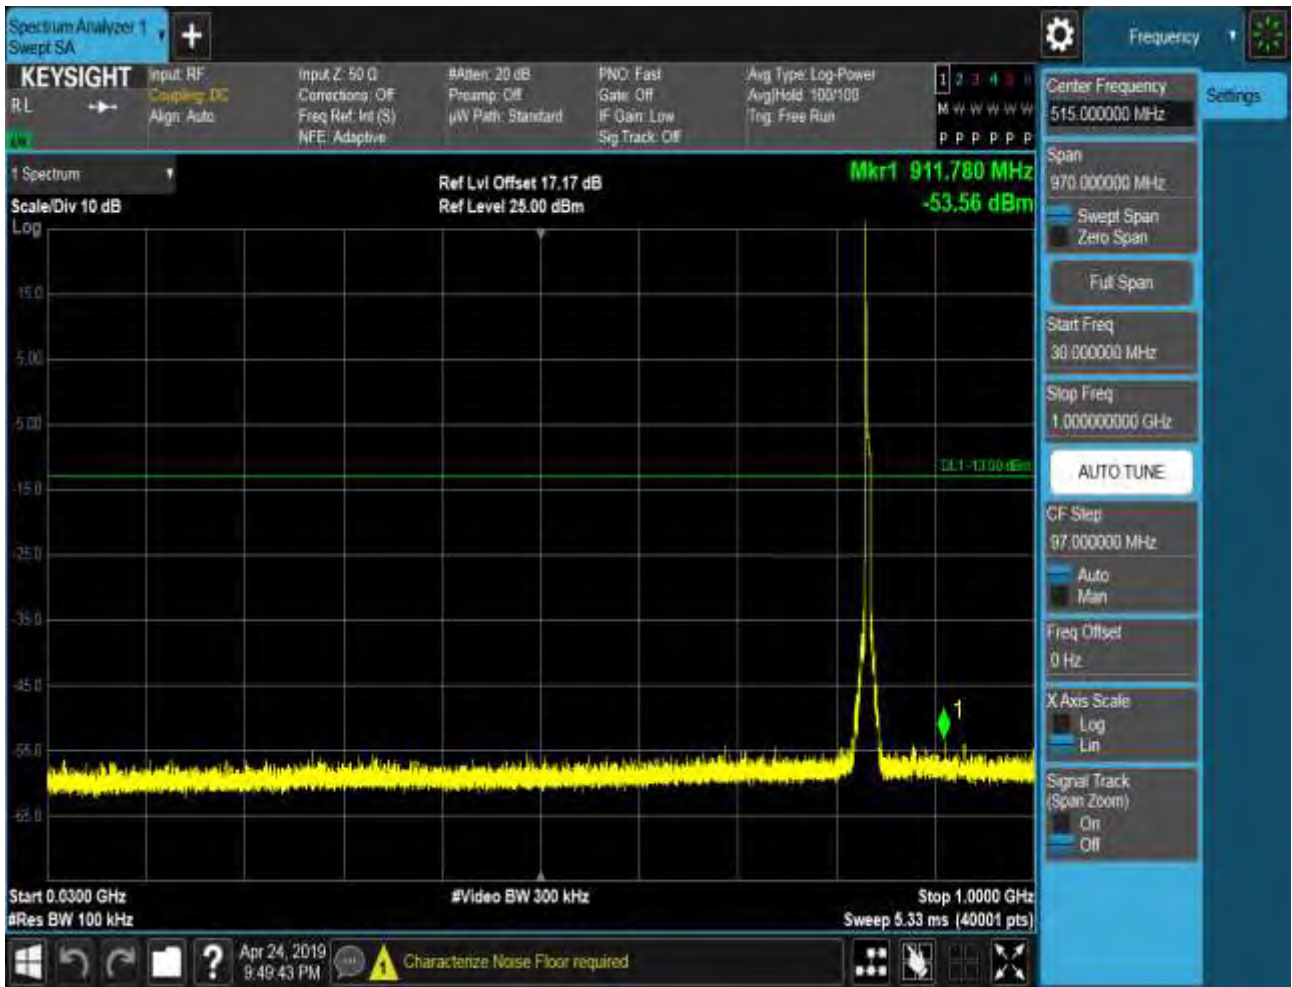 Spectrum Analyzer 1
Swept SA
Frequency
KEYSIGHT
RL
Input: RF
Coupling: DC
Align: Auto
Input Z: 50 Ω
Corrections: Off
Freq Ref: Int (S)
NFE: Adaptive
#Atten: 20 dB
Preamp: Off
µW Path: Standard
PNO: Fast
Gate: Off
IF Gain: Low
Sig Track: Off
Avg Type: Log-Power
Avg|Hold: 100/100
Trig: Free Run
1 2 3 4 5 6
M W W W W W
P P P P P P
1 Spectrum
Scale/Div 10 dB
Log
Ref Lvl Offset 17.17 dB
Ref Level 25.00 dBm
Mkr1 911.780 MHz
-53.56 dBm
15.0
5.00
-5.00
-15.0
-25.0
-35.0
-45.0
-55.0
-65.0
DL1 -13.00 dBm
1
Start 0.0300 GHz
#Res BW 100 kHz
#Video BW 300 kHz
Stop 1.0000 GHz
Sweep 5.33 ms (40001 pts)
Center Frequency
515.000000 MHz
Settings
Span
970.000000 MHz
Swept Span
Zero Span
Full Span
Start Freq
30.000000 MHz
Stop Freq
1.000000000 GHz
AUTO TUNE
CF Step
97.000000 MHz
Auto
Man
Freq Offset
0 Hz
X Axis Scale
Log
Lin
Signal Track
(Span Zoom)
On
Off
?
Apr 24, 2019
9:49:43 PM
Characterize Noise Floor required